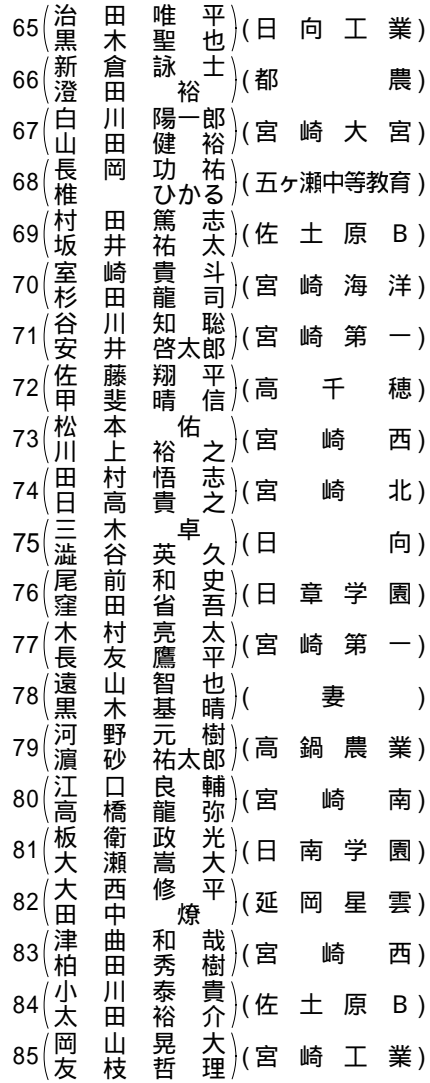 65 治田唯平 (日向工業)
黒木聖也
66 新倉詠士 (都農)
澄田裕
67 白川陽一郎 (宮崎大宮)
山田健裕
68 長岡功祐 (五ヶ瀬中等教育)
椎ひかる
69 村田篤志 (佐土原B)
坂井祐太
70 室崎貴斗 (宮崎海洋)
杉田龍司
71 谷川知聡 (宮崎第一)
安井啓太郎
72 佐藤翔平 (高千穂)
甲斐晴信
73 松本佑 (宮崎西)
川上裕之
74 田村悟志 (宮崎北)
日高貴之
75 三木卓 (日向)
澁谷英久
76 尾前和史 (日章学園)
窪田省吾
77 木村亮太 (宮崎第一)
長友鷹平
78 遠山智也 (妻)
黒木基晴
79 河野元樹 (高鍋農業)
濵砂祐太郎
80 江口良輔 (宮崎南)
高橋龍弥
81 板衛政光 (日南学園)
大瀬嵩大
82 大西修平 (延岡星雲)
田中燎
83 津曲和哉 (宮崎西)
柏田秀樹
84 小川泰貴 (佐土原B)
太田裕介
85 岡山晃大 (宮崎工業)
友枝哲理